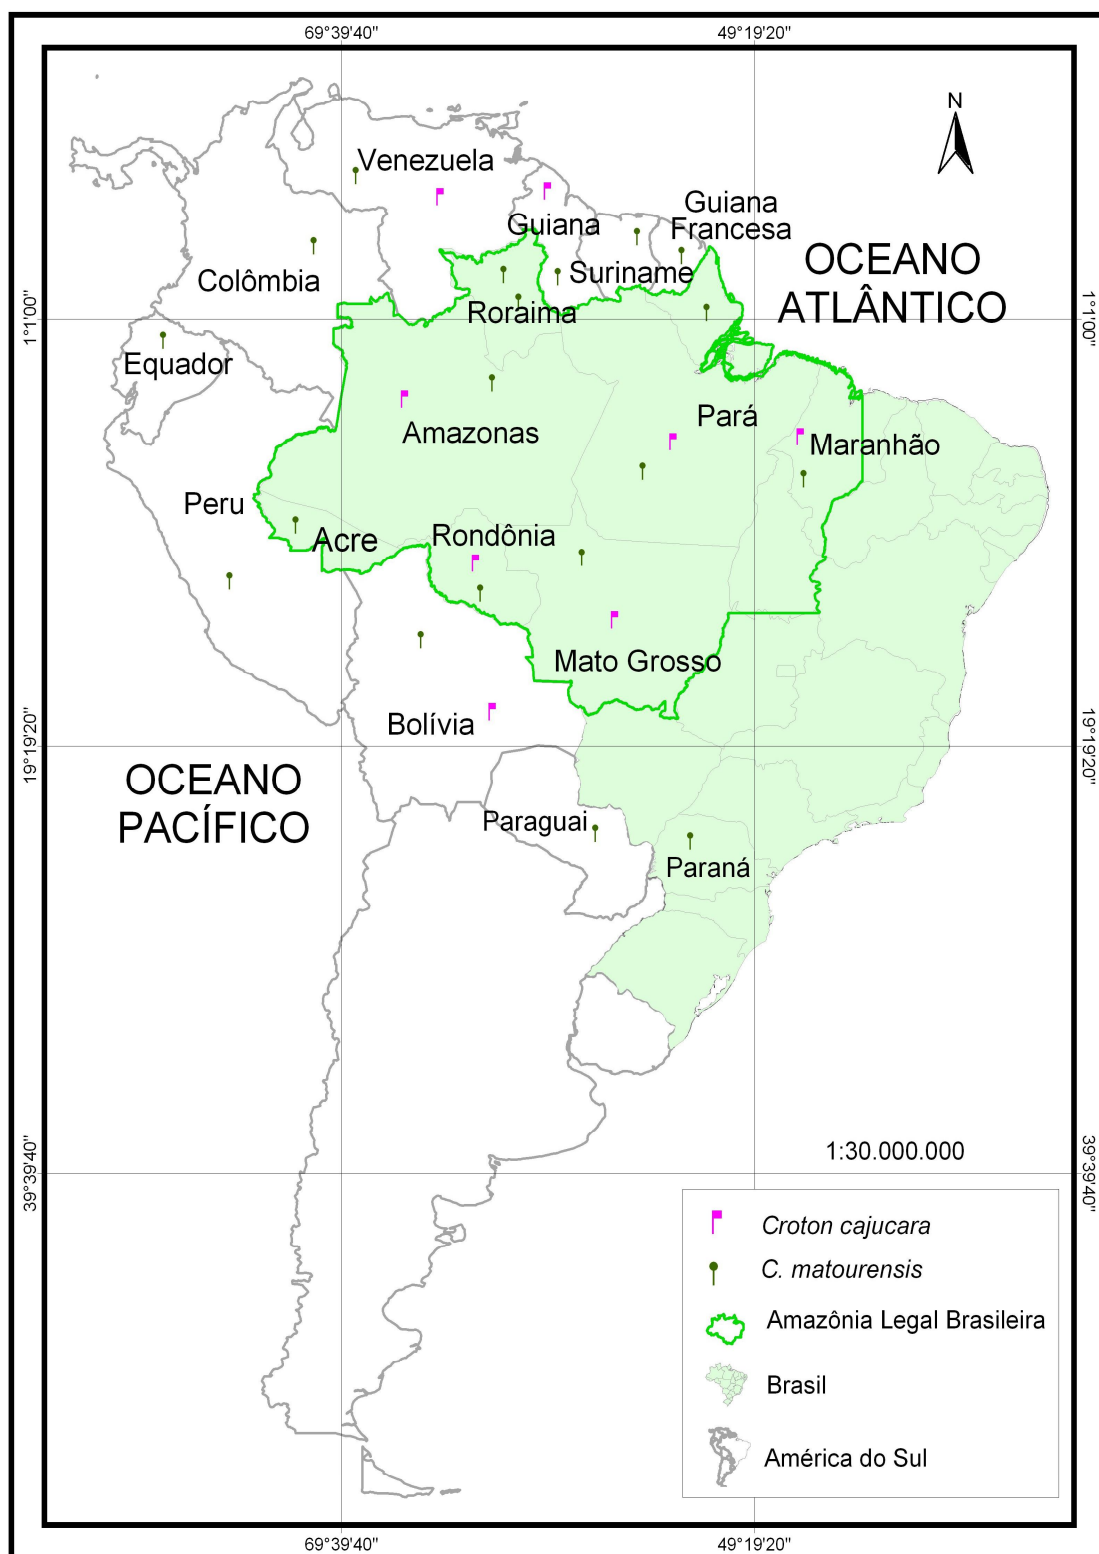 69°39'40"
49°19'20"
N
Venezuela
Guiana
Guiana
Francesa
Suriname
Colômbia
OCEANO
ATLÂNTICO
Roraima
1°1'00"
1°1'00"
Equador
Amazonas
Pará
Maranhão
Peru
Acre
Rondônia
Mato Grosso
Bolívia
19°19'20"
19°19'20"
OCEANO
PACÍFICO
Paraguai
Paraná
39°39'40"
39°39'40"
1:30.000.000
Croton cajucara
C. matourensis
Amazônia Legal Brasileira
Brasil
América do Sul
69°39'40"
49°19'20"